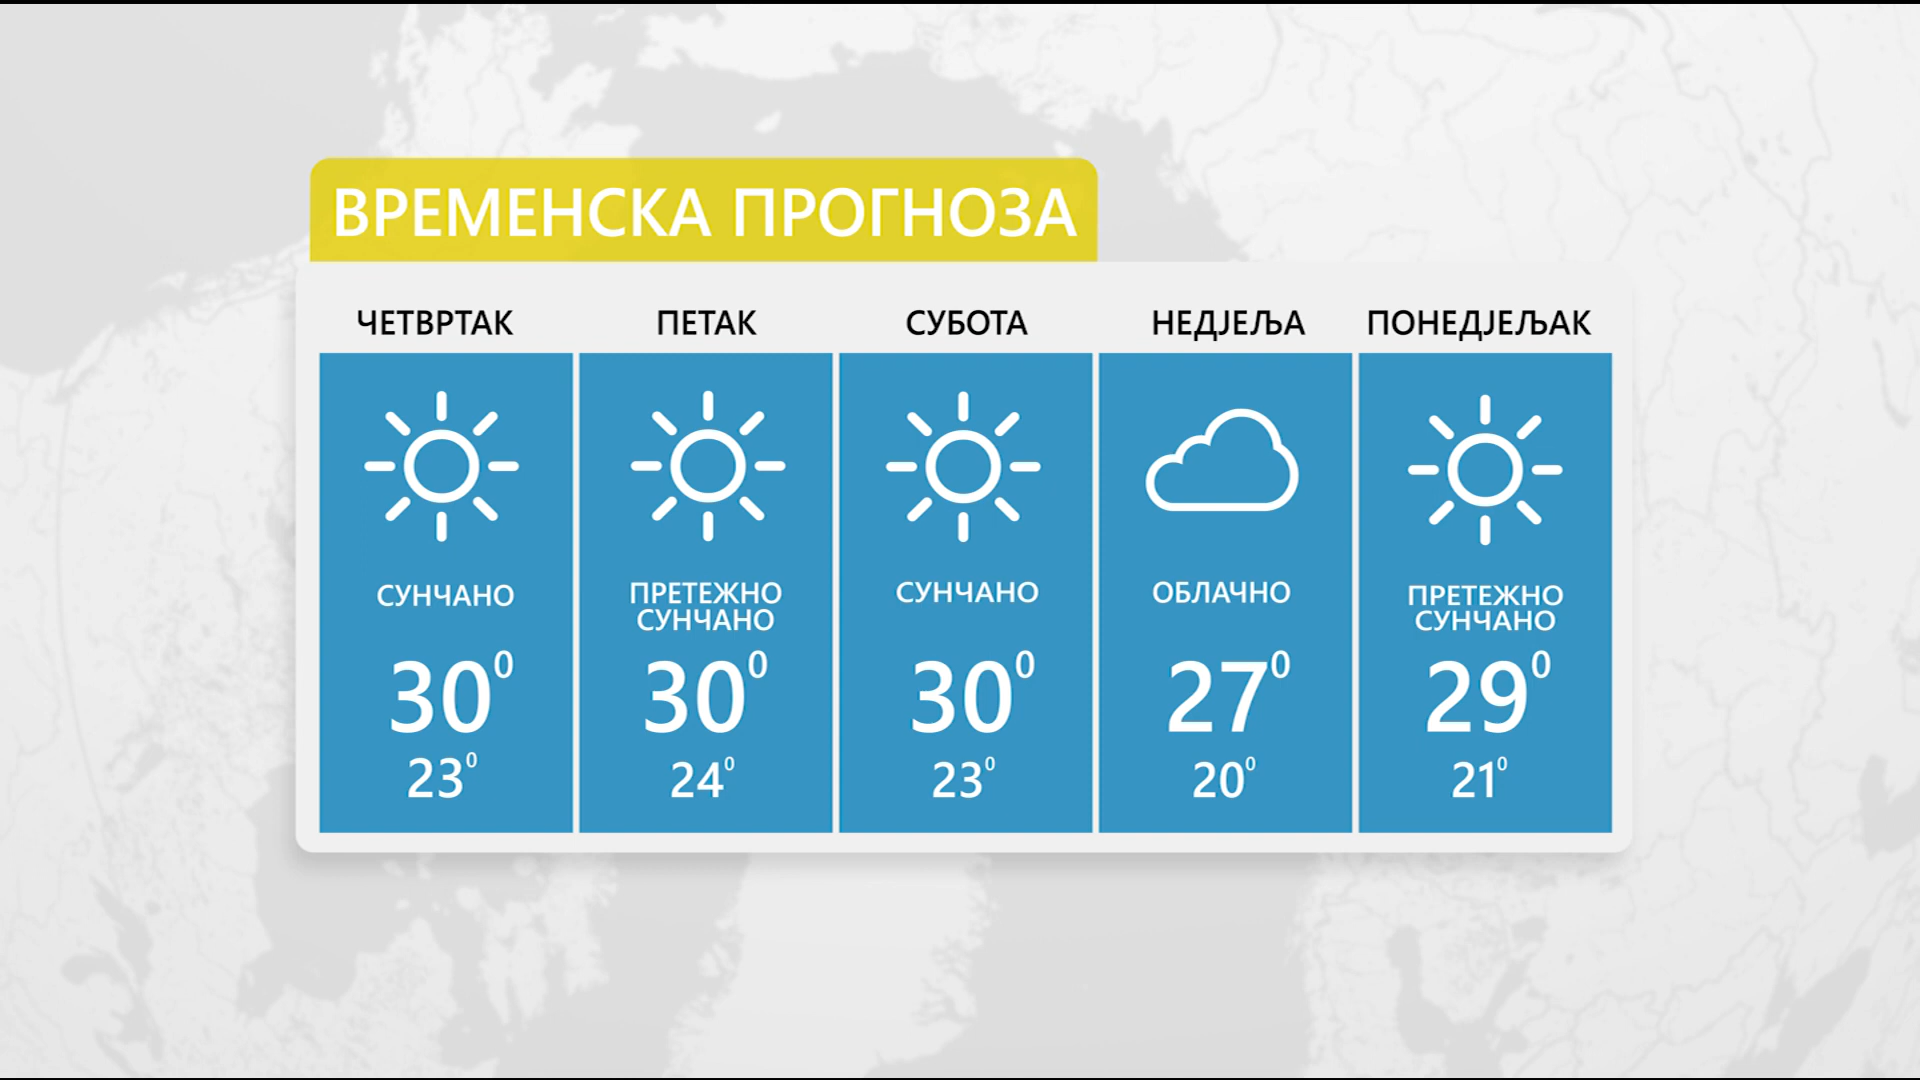 ВРЕМЕНСКА ПРОГНОЗА
ЧЕТВРТАК
ПЕТАК
СУБОТА
НЕДЈЕЉА
ПОНЕДЈЕЉАК
СУНЧАНО
ПРЕТЕЖНО
СУНЧАНО
СУНЧАНО
ОБЛАЧНО
ПРЕТЕЖНО
СУНЧАНО
30⁰
30⁰
30⁰
27⁰
29⁰
23⁰
24⁰
23⁰
20⁰
21⁰